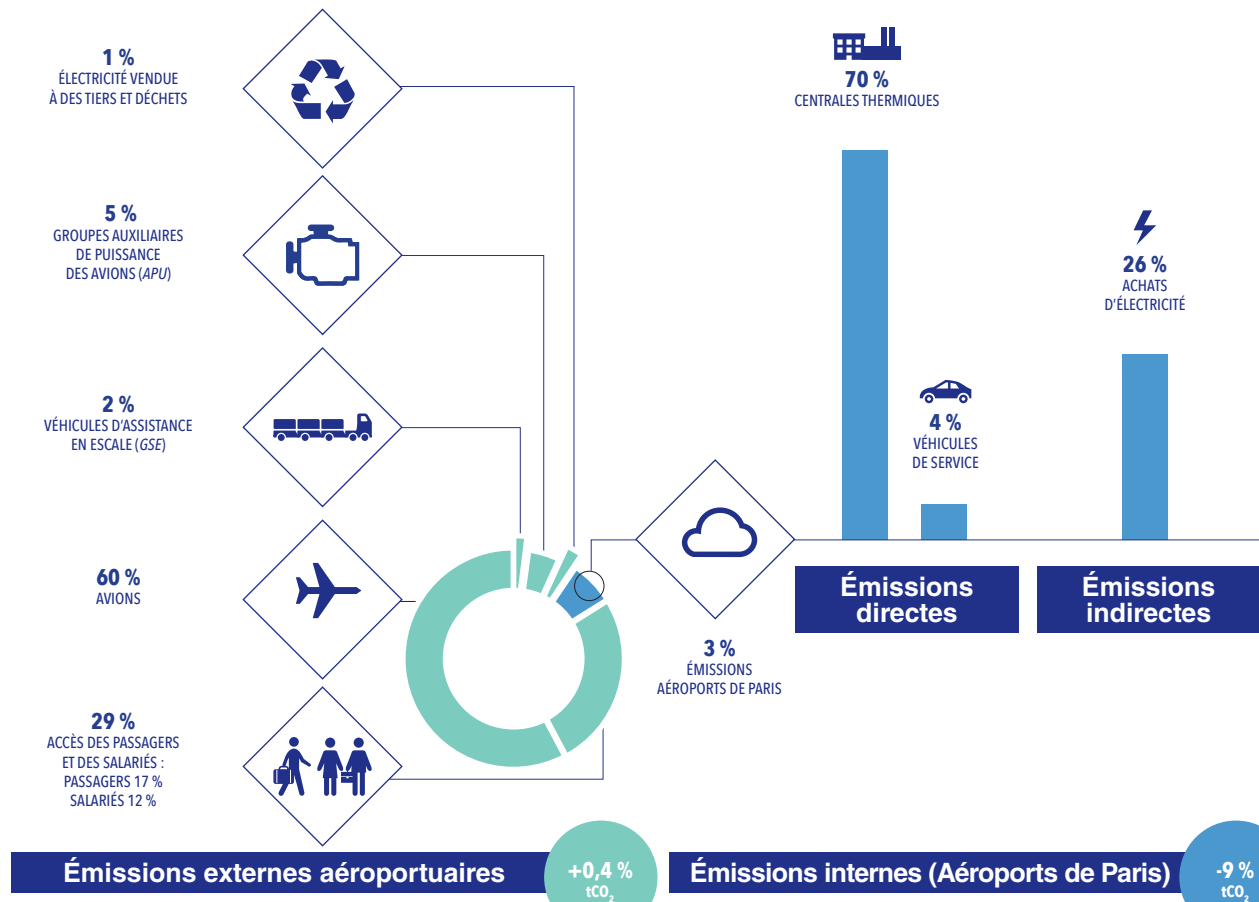 1 %
ÉLECTRICITÉ VENDUE
À DES TIERS ET DÉCHETS
5 %
GROUPES AUXILIAIRES
DE PUISSANCE
DES AVIONS (APU)
2 %
VÉHICULES D'ASSISTANCE
EN ESCALE (GSE)
60 %
AVIONS
29 %
ACCÈS DES PASSAGERS
ET DES SALARIÉS :
PASSAGERS 17 %
SALARIÉS 12 %
3 %
ÉMISSIONS
AÉROPORTS DE PARIS
70 %
CENTRALES THERMIQUES
4 %
VÉHICULES
DE SERVICE
26 %
ACHATS
D'ÉLECTRICITÉ
Émissions
directes
Émissions
indirectes
Émissions externes aéroportuaires
+0,4 %
tCO₂
Émissions internes (Aéroports de Paris)
-9 %
tCO₂